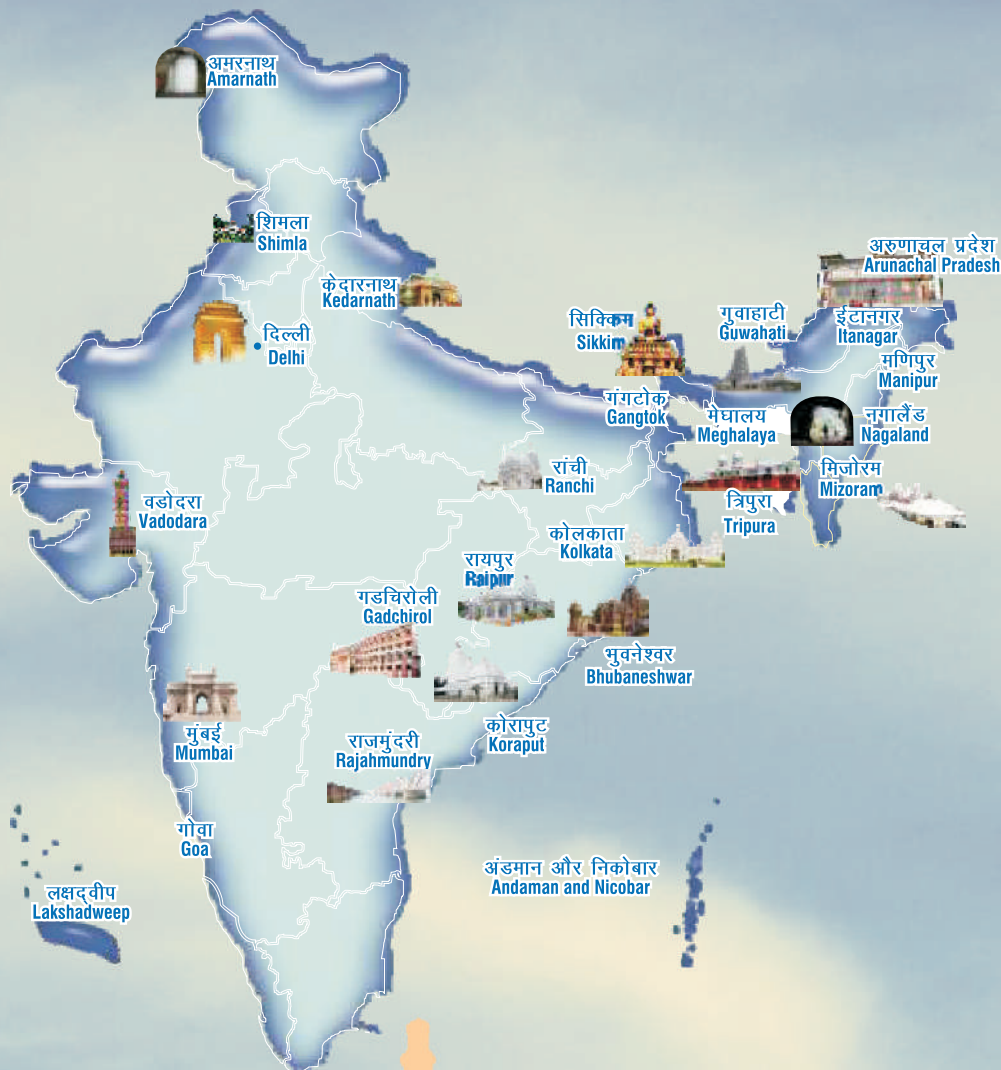 अमरनाथ
Amarnath
शिमला
Shimla
अरुणाचल प्रदेश
Arunachal Pradesh
केदारनाथ
Kedarnath
सिक्किम
Sikkim
गुवाहाटी
Guwahati
ईटानगर
Itanagar
दिल्ली
Delhi
मणिपुर
Manipur
गंगटोक
Gangtok
मेघालय
Meghalaya
नगालैंड
Nagaland
रांची
Ranchi
मिजोरम
Mizoram
वडोदरा
Vadodara
त्रिपुरा
Tripura
कोलकाता
Kolkata
रायपुर
Raipur
गडचिरोली
Gadchirol
भुवनेश्वर
Bhubaneshwar
कोरापुट
Koraput
मुंबई
Mumbai
राजमुंदरी
Rajahmundry
गोवा
Goa
अंडमान और निकोबार
Andaman and Nicobar
लक्षद्वीप
Lakshadweep